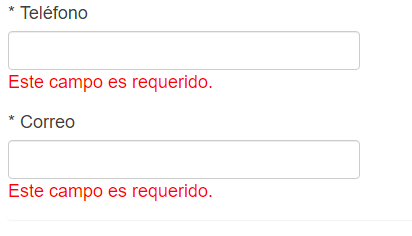 * Teléfono
Este campo es requerido.
* Correo
Este campo es requerido.